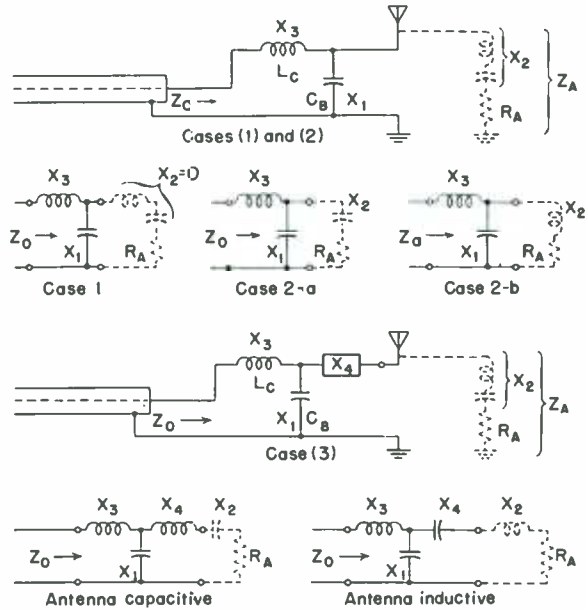 X3
LC
ZC →
CB X1
X2
RA
ZA
Cases (1) and (2)
X3
X2=0
Z0 →
X1
RA
Case 1
X3
X2
Z0 →
X1
RA
Case 2-a
X3
X2
Za →
X1
RA
Case 2-b
X3
X4
LC
Z0 →
X1 CB
X2
RA
ZA
Case (3)
X3 X4 X2
Z0 →
X1
RA
Antenna capacitive
X3 X4 X2
Z0 →
X1
RA
Antenna inductive